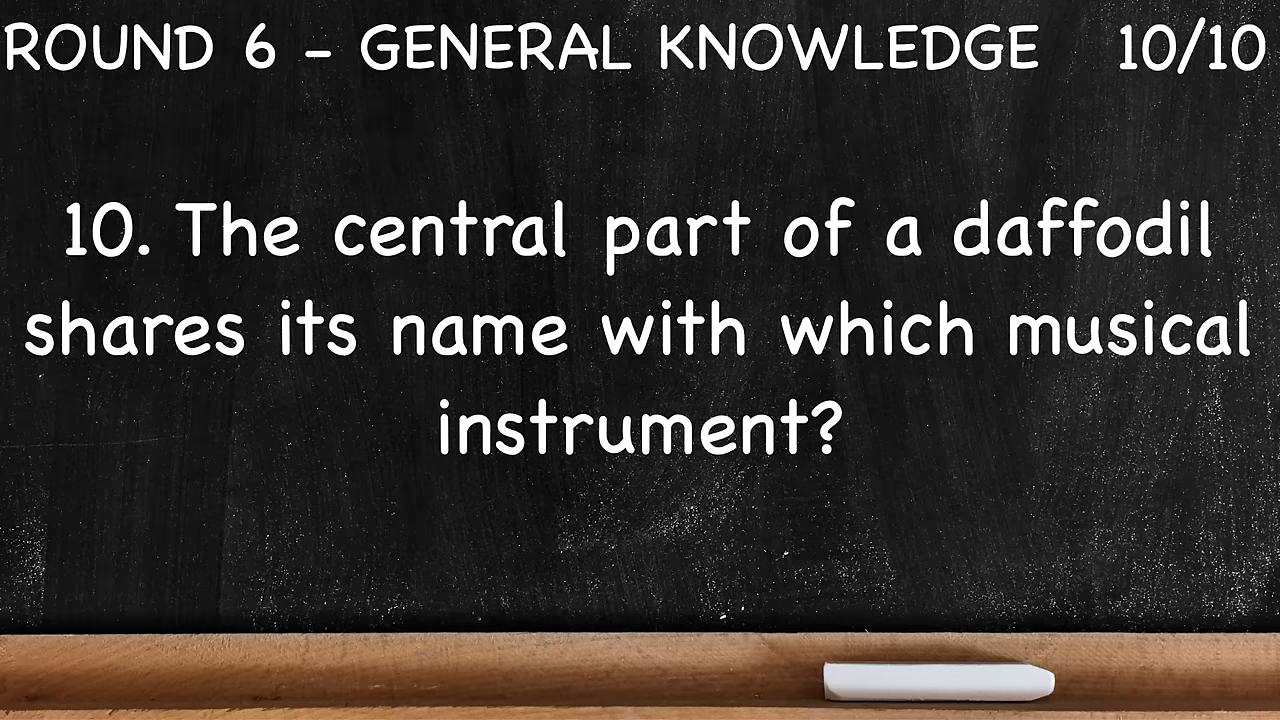 ROUND 6 - GENERAL KNOWLEDGE 10/10
10. The central part of a daffodil
shares its name with which musical
instrument?